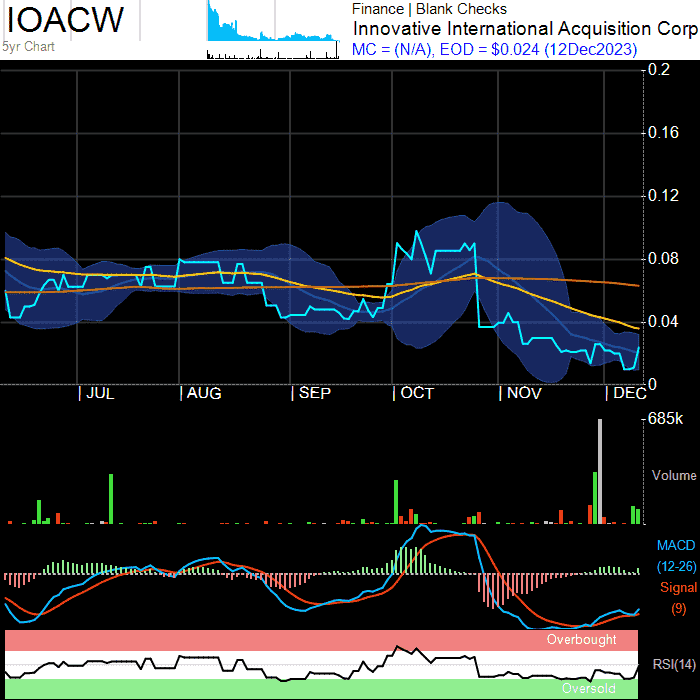 IOACW
5yr Chart
Finance | Blank Checks
Innovative International Acquisition Corp
MC = (N/A), EOD = $0.024 (12Dec2023)
0.2
0.16
0.12
0.08
0.04
0
JUL AUG SEP OCT NOV DEC
685k
Volume
MACD
(12-26)
Signal
(9)
Overbought
RSI(14)
Oversold